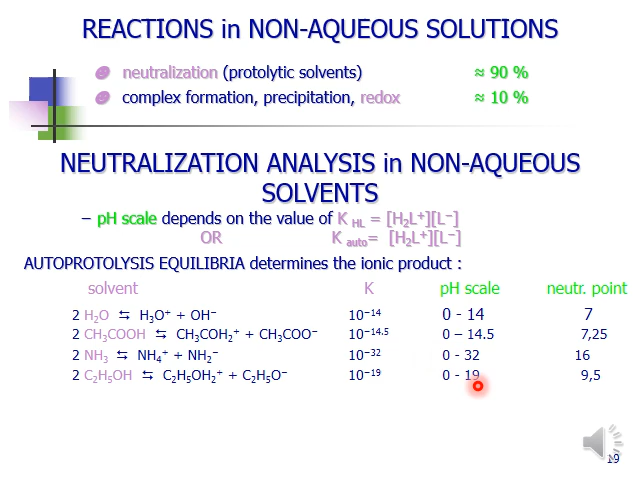 REACTIONS in NON-AQUEOUS SOLUTIONS
neutralization (protolytic solvents) ≈ 90 %
complex formation, precipitation, redox ≈ 10 %
NEUTRALIZATION ANALYSIS in NON-AQUEOUS
SOLVENTS
– pH scale depends on the value of K HL = [H₂L⁺][L⁻]
OR K auto= [H₂L⁺][L⁻]
AUTOPROTOLYSIS EQUILIBRIA determines the ionic product :
solvent K pH scale neutr. point
2 H₂O ⇆ H₃O⁺ + OH⁻ 10⁻¹⁴ 0 - 14 7
2 CH₃COOH ⇆ CH₃COH₂⁺ + CH₃COO⁻ 10⁻¹⁴·⁵ 0 – 14.5 7,25
2 NH₃ ⇆ NH₄⁺ + NH₂⁻ 10⁻³² 0 - 32 16
2 C₂H₅OH ⇆ C₂H₅OH₂⁺ + C₂H₅O⁻ 10⁻¹⁹ 0 - 19 9,5
19